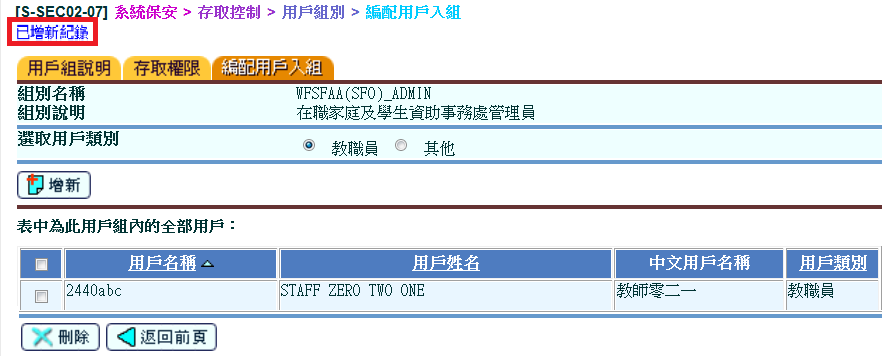 [S-SEC02-07] 系統保安 > 存取控制 > 用戶組別 > 編配用戶入組
已增新紀錄
用戶組說明 存取權限 編配用戶入組
組別名稱 WFSFAA(SFO)_ADMIN
組別說明 在職家庭及學生資助事務處管理員
選取用戶類別 教職員 其他
增新
表中為此用戶組內的全部用戶：
用戶名稱 用戶姓名 中文用戶名稱 用戶類別
2440abc STAFF ZERO TWO ONE 教師零二一 教職員
刪除 返回前頁